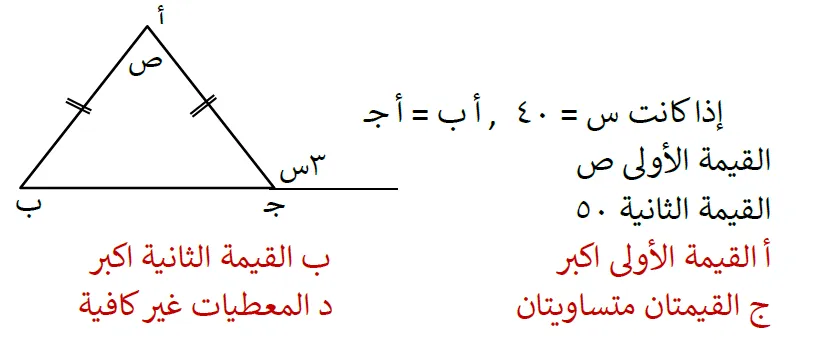 أ
ص
٣س
ب
ج
إذا كانت س = ٤٠ , أ ب = أ جـ
القيمة الأولى ص
القيمة الثانية ٥٠
أ القيمة الأولى اكبر
ب القيمة الثانية اكبر
ج القيمتان متساويتان
د المعطيات غير كافية